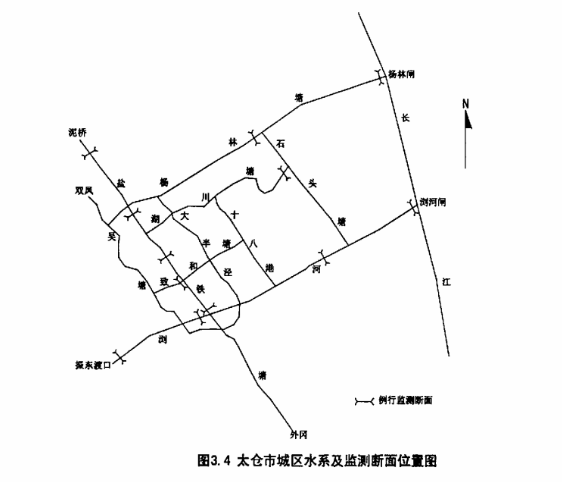 杨林闸
塘
N
长
泥桥
林
石
盐
杨
塘
头
双凤
川
浏河闸
湖
大
十
吴
塘
半
塘
八
和
河
泾
江
塘
致
铁
港
浏
振东渡口
塘
例行监测断面
外冈
图3.4 太仓市城区水系及监测断面位置图